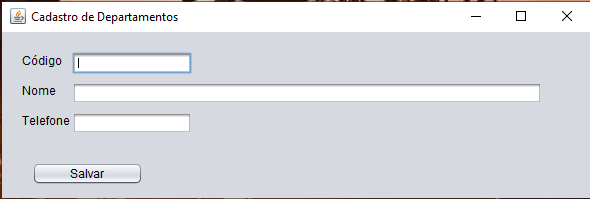 Cadastro de Departamentos
Código
Nome
Telefone
Salvar